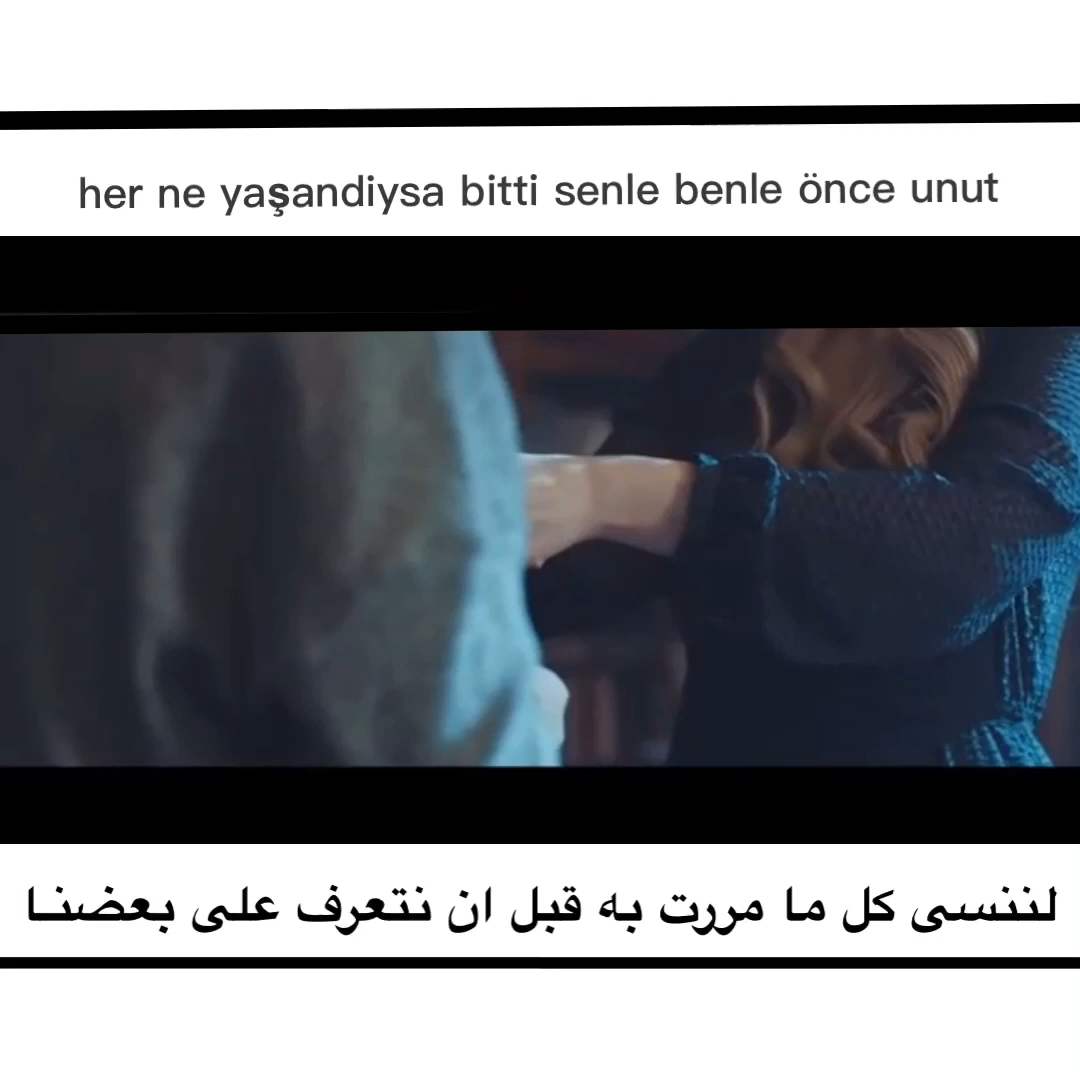 her ne yaşandiysa bitti senle benle önce unut
لننسى كل ما مررت به قبل ان نتعرف على بعضنا